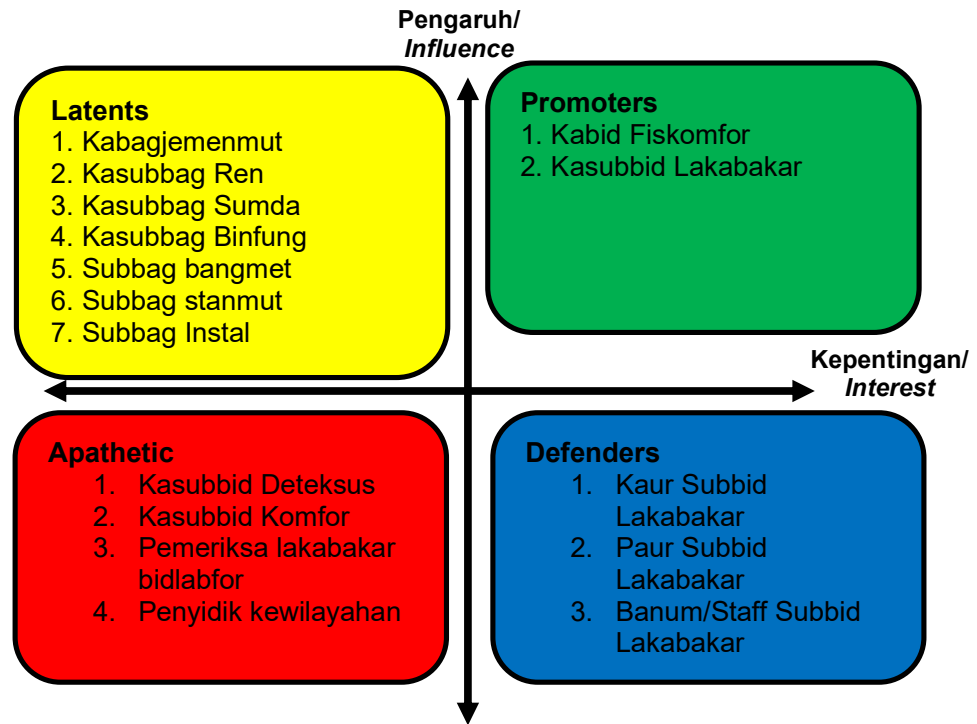 Pengaruh/
Influence
Latents
1. Kabagjemenmut
2. Kasubbag Ren
3. Kasubbag Sumda
4. Kasubbag Binfung
5. Subbag bangmet
6. Subbag stanmut
7. Subbag Instal
Promoters
1. Kabid Fiskomfor
2. Kasubbid Lakabakar
Kepentingan/
Interest
Apathetic
1. Kasubbid Deteksus
2. Kasubbid Komfor
3. Pemeriksa lakabakar
bidlabfor
4. Penyidik kewilayahan
Defenders
1. Kaur Subbid
Lakabakar
2. Paur Subbid
Lakabakar
3. Banum/Staff Subbid
Lakabakar